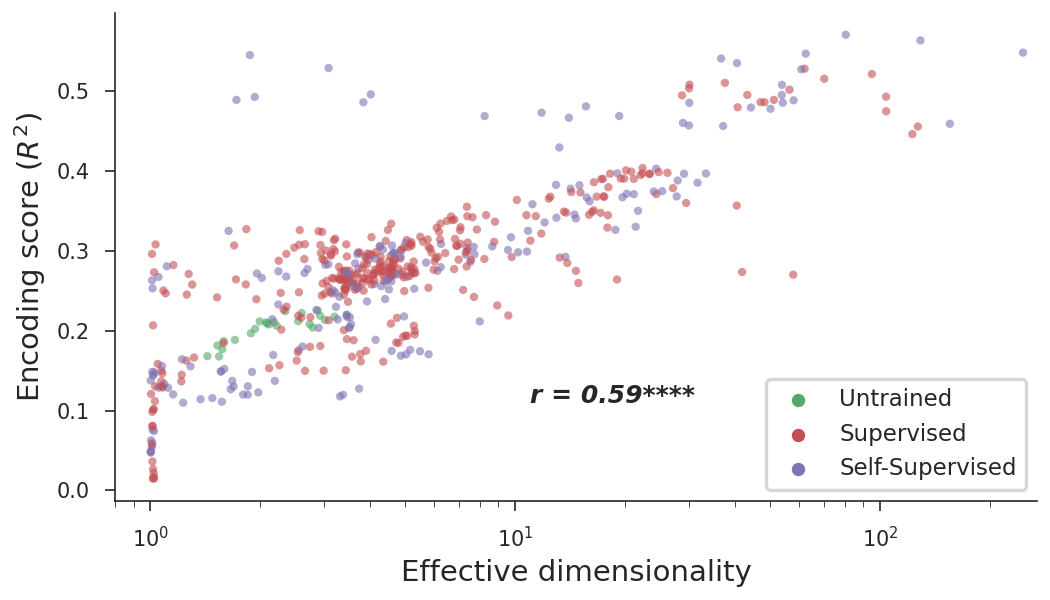 Encoding score (R²)
0.5
0.4
0.3
0.2
0.1
0.0
r = 0.59****
Untrained
Supervised
Self-Supervised
10⁰
10¹
10²
Effective dimensionality